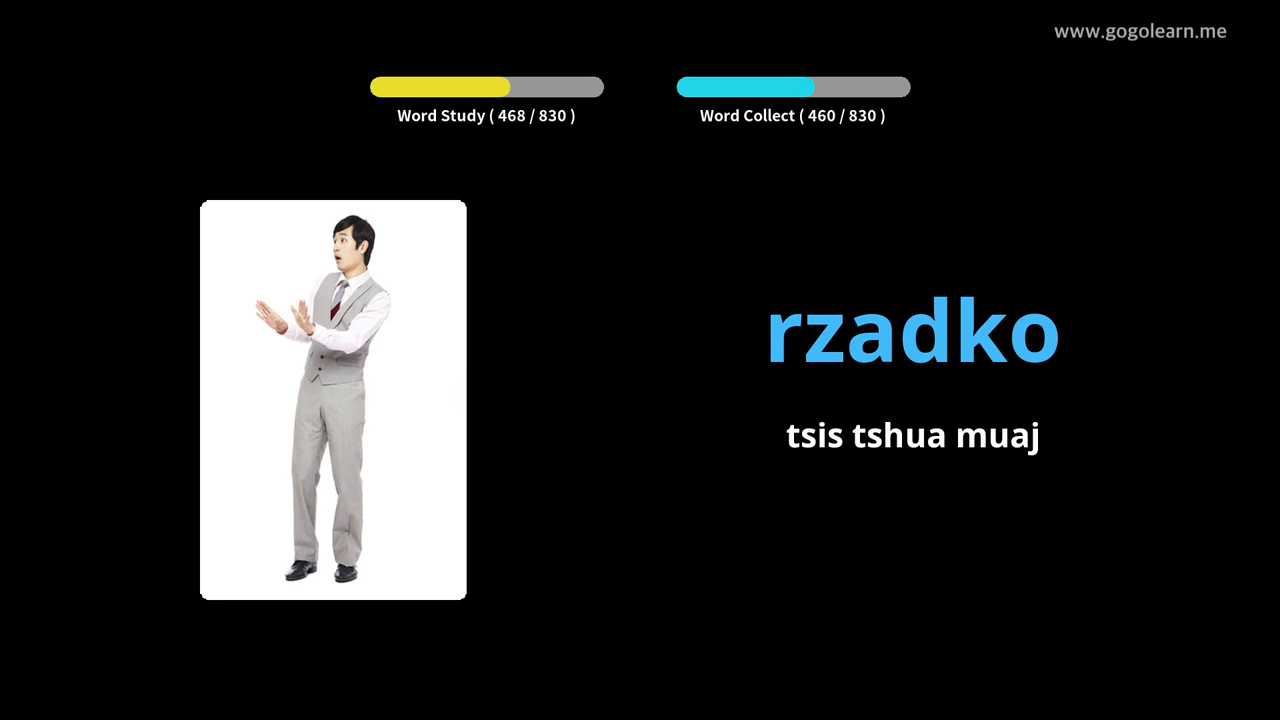 www.gogolearn.me
Word Study ( 468 / 830 )
Word Collect ( 460 / 830 )
rzadko
tsis tshua muaj